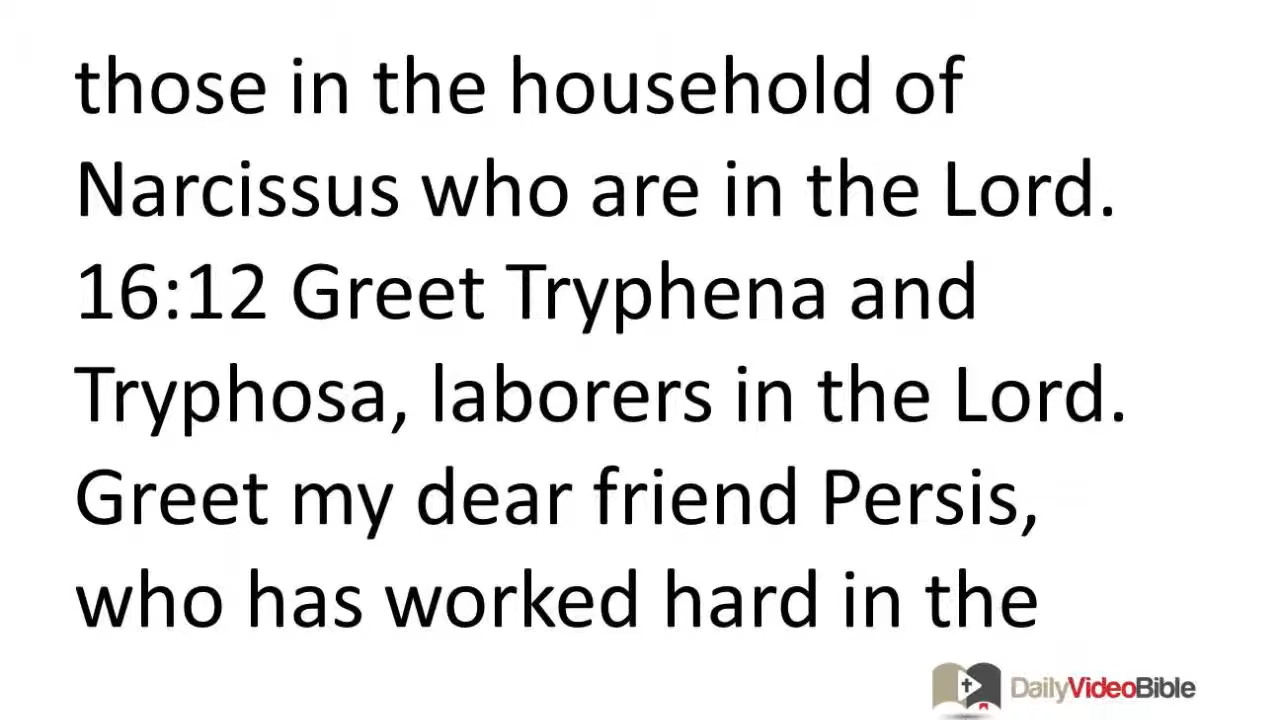 those in the household of
Narcissus who are in the Lord.
16:12 Greet Tryphena and
Tryphosa, laborers in the Lord.
Greet my dear friend Persis,
who has worked hard in the
DailyVideoBible